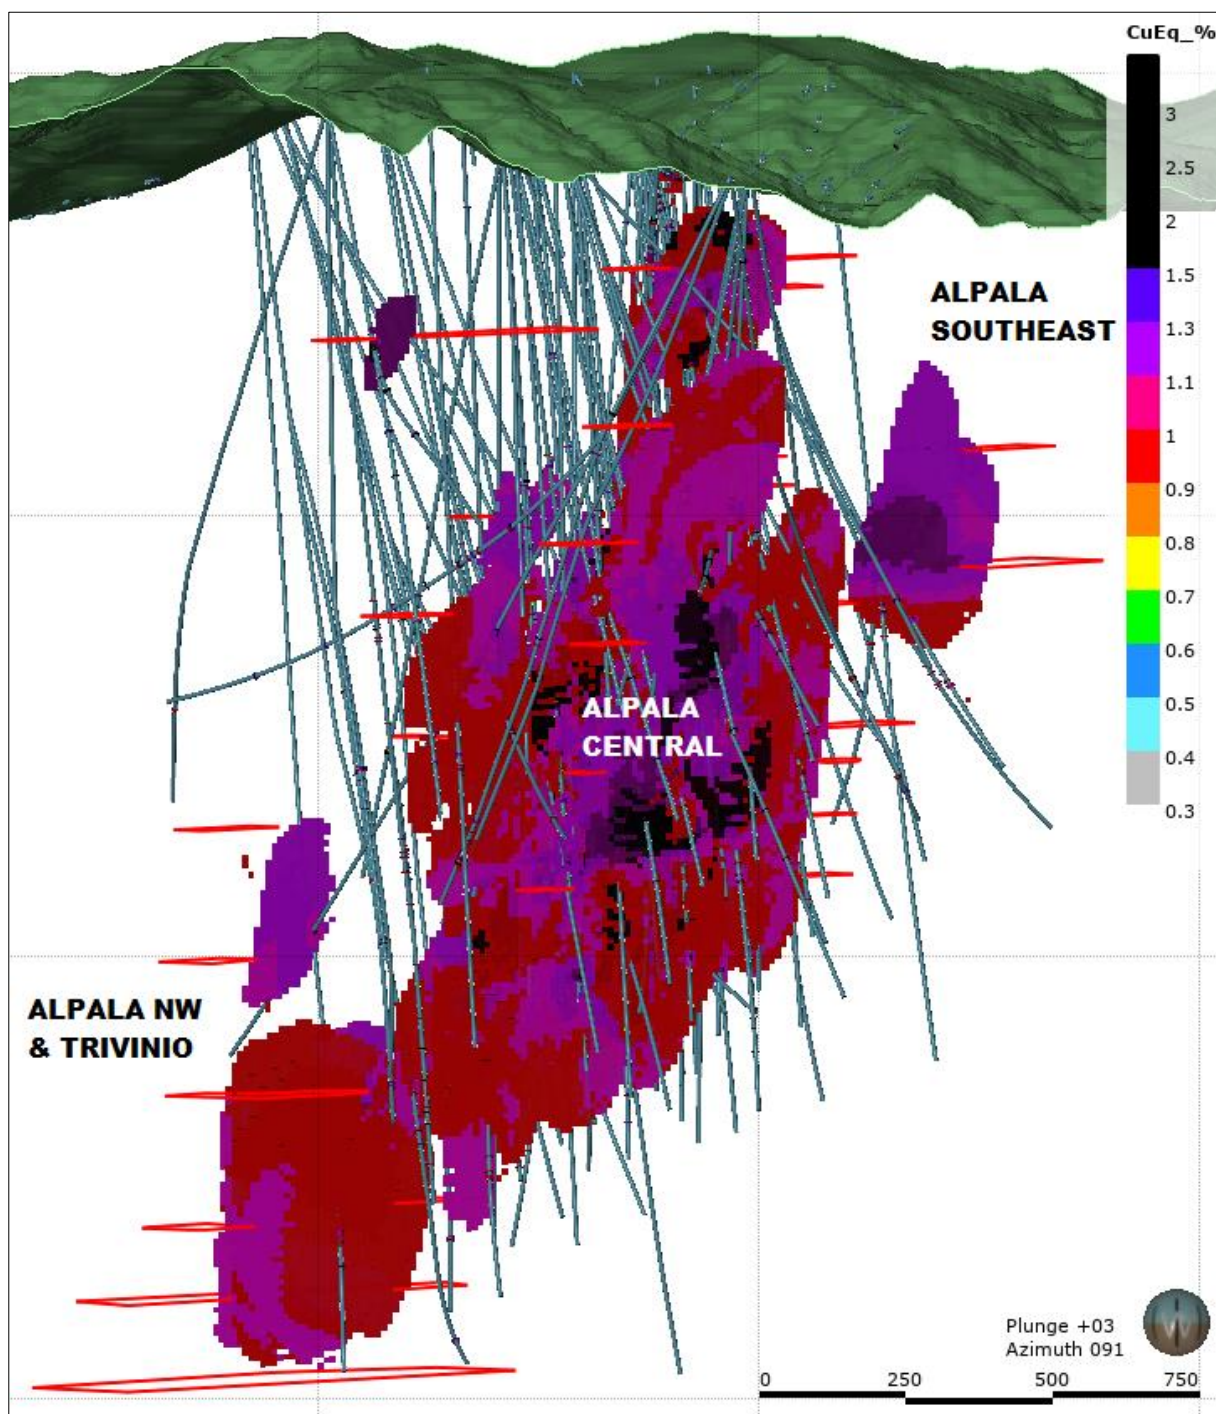 CuEq_%
3
2.5
2
1.5
1.3
1.1
1
0.9
0.8
0.7
0.6
0.5
0.4
0.3
ALPALA
SOUTHEAST
ALPALA
CENTRAL
ALPALA NW
& TRIVINIO
Plunge +03
Azimuth 091
0 250 500 750